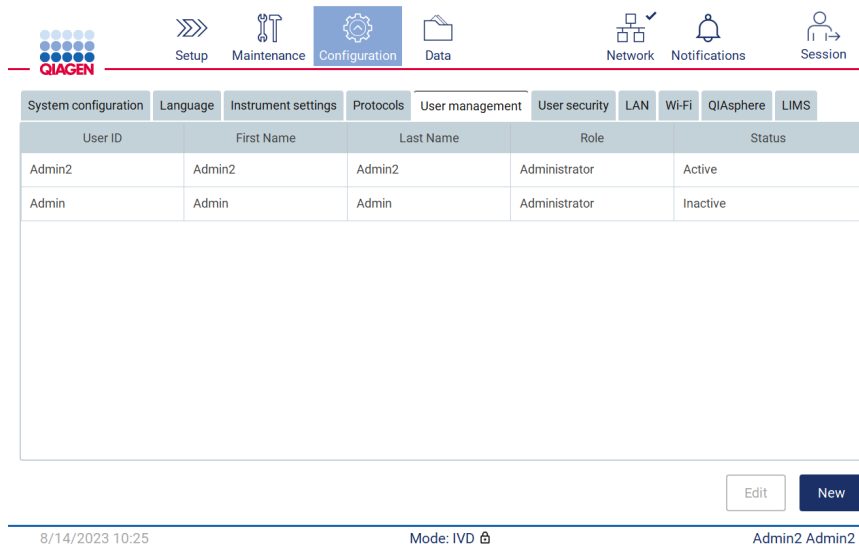 QIAGEN
Setup Maintenance Configuration Data Network Notifications Session
System configuration Language Instrument settings Protocols User management User security LAN Wi-Fi QIAsphere LIMS
User ID First Name Last Name Role Status
Admin2 Admin2 Admin2 Administrator Active
Admin Admin Admin Administrator Inactive
Edit New
8/14/2023 10:25 Mode: IVD Admin2 Admin2